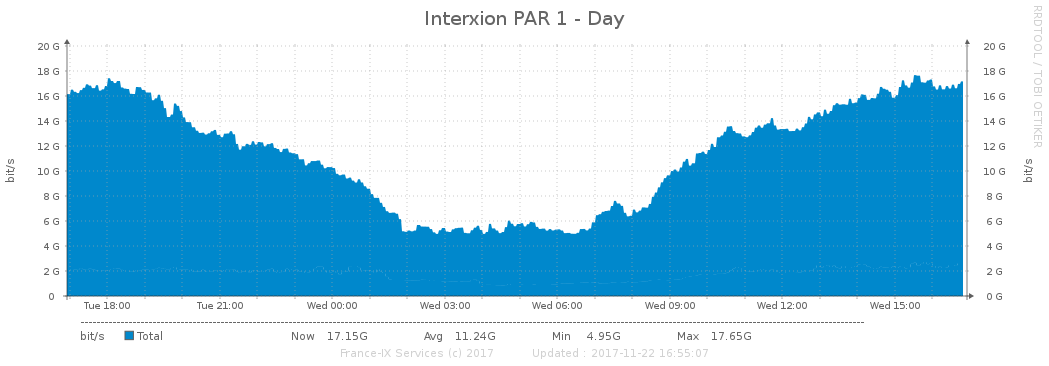 Interxion PAR 1 - Day
RRDTOOL / TOBI OETIKER
20 G 20 G
18 G 18 G
16 G 16 G
14 G 14 G
12 G 12 G
10 G 10 G
8 G 8 G
6 G 6 G
4 G 4 G
2 G 2 G
0 0 G
bit/s
bit/s
Tue 18:00 Tue 21:00 Wed 00:00 Wed 03:00 Wed 06:00 Wed 09:00 Wed 12:00 Wed 15:00
bit/s Total Now 17.15G Avg 11.24G Min 4.95G Max 17.65G
France-IX Services (c) 2017 Updated : 2017-11-22 16:55:07